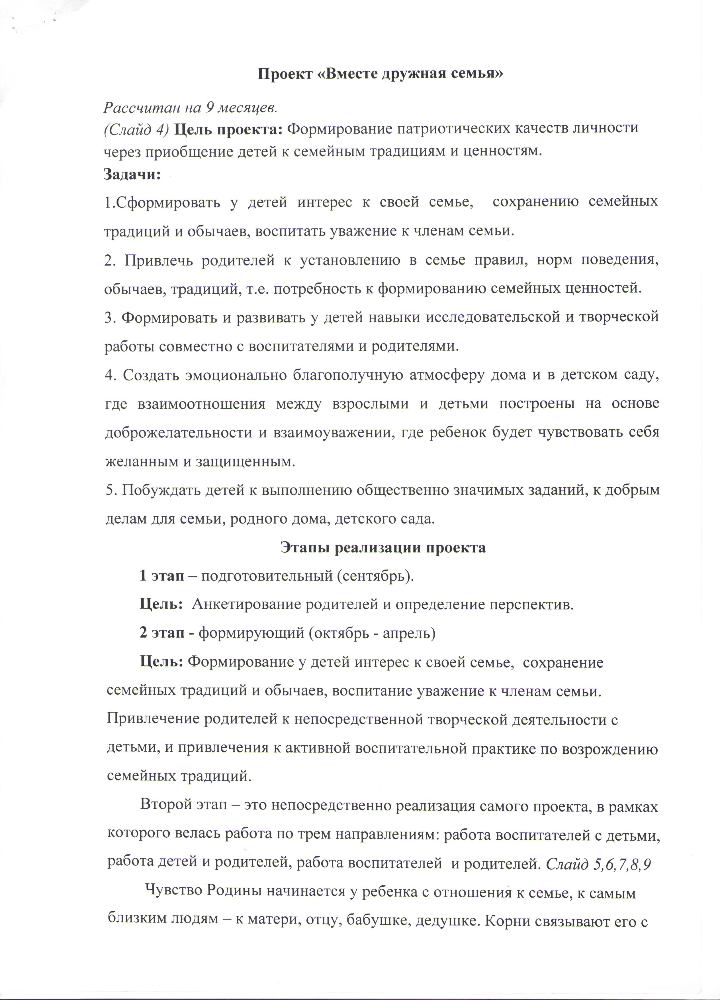 Проект «Вместе дружная семья»
Рассчитан на 9 месяцев.
(Слайд 4) Цель проекта: Формирование патриотических качеств личности
через приобщение детей к семейным традициям и ценностям.
Задачи:
1.Сформировать у детей интерес к своей семье, сохранению семейных
традиций и обычаев, воспитать уважение к членам семьи.
2. Привлечь родителей к установлению в семье правил, норм поведения,
обычаев, традиций, т.е. потребность к формированию семейных ценностей.
3. Формировать и развивать у детей навыки исследовательской и творческой
работы совместно с воспитателями и родителями.
4. Создать эмоционально благополучную атмосферу дома и в детском саду,
где взаимоотношения между взрослыми и детьми построены на основе
доброжелательности и взаимоуважении, где ребенок будет чувствовать себя
желанным и защищенным.
5. Побуждать детей к выполнению общественно значимых заданий, к добрым
делам для семьи, родного дома, детского сада.
Этапы реализации проекта
1 этап – подготовительный (сентябрь).
Цель: Анкетирование родителей и определение перспектив.
2 этап - формирующий (октябрь - апрель)
Цель: Формирование у детей интерес к своей семье, сохранение
семейных традиций и обычаев, воспитание уважение к членам семьи.
Привлечение родителей к непосредственной творческой деятельности с
детьми, и привлечения к активной воспитательной практике по возрождению
семейных традиций.
Второй этап – это непосредственно реализация самого проекта, в рамках
которого велась работа по трем направлениям: работа воспитателей с детьми,
работа детей и родителей, работа воспитателей и родителей. Слайд 5,6,7,8,9
Чувство Родины начинается у ребенка с отношения к семье, к самым
близким людям – к матери, отцу, бабушке, дедушке. Корни связывают его с